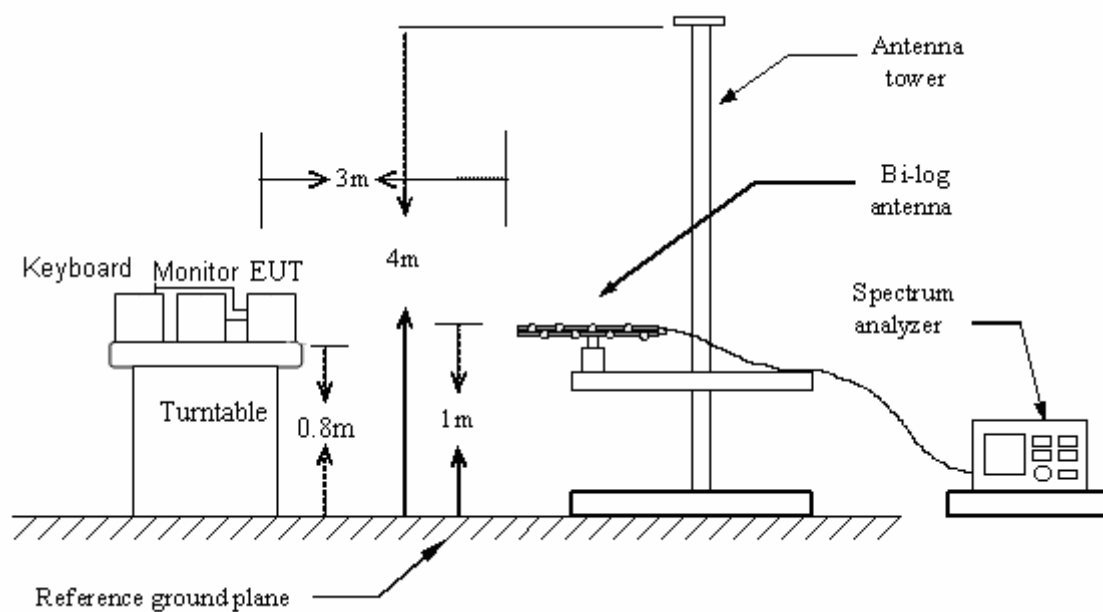 Antenna
tower
3m
Bi-log
antenna
4m
Keyboard Monitor EUT
Spectrum
analyzer
Turntable
0.8m
1m
Reference ground plane